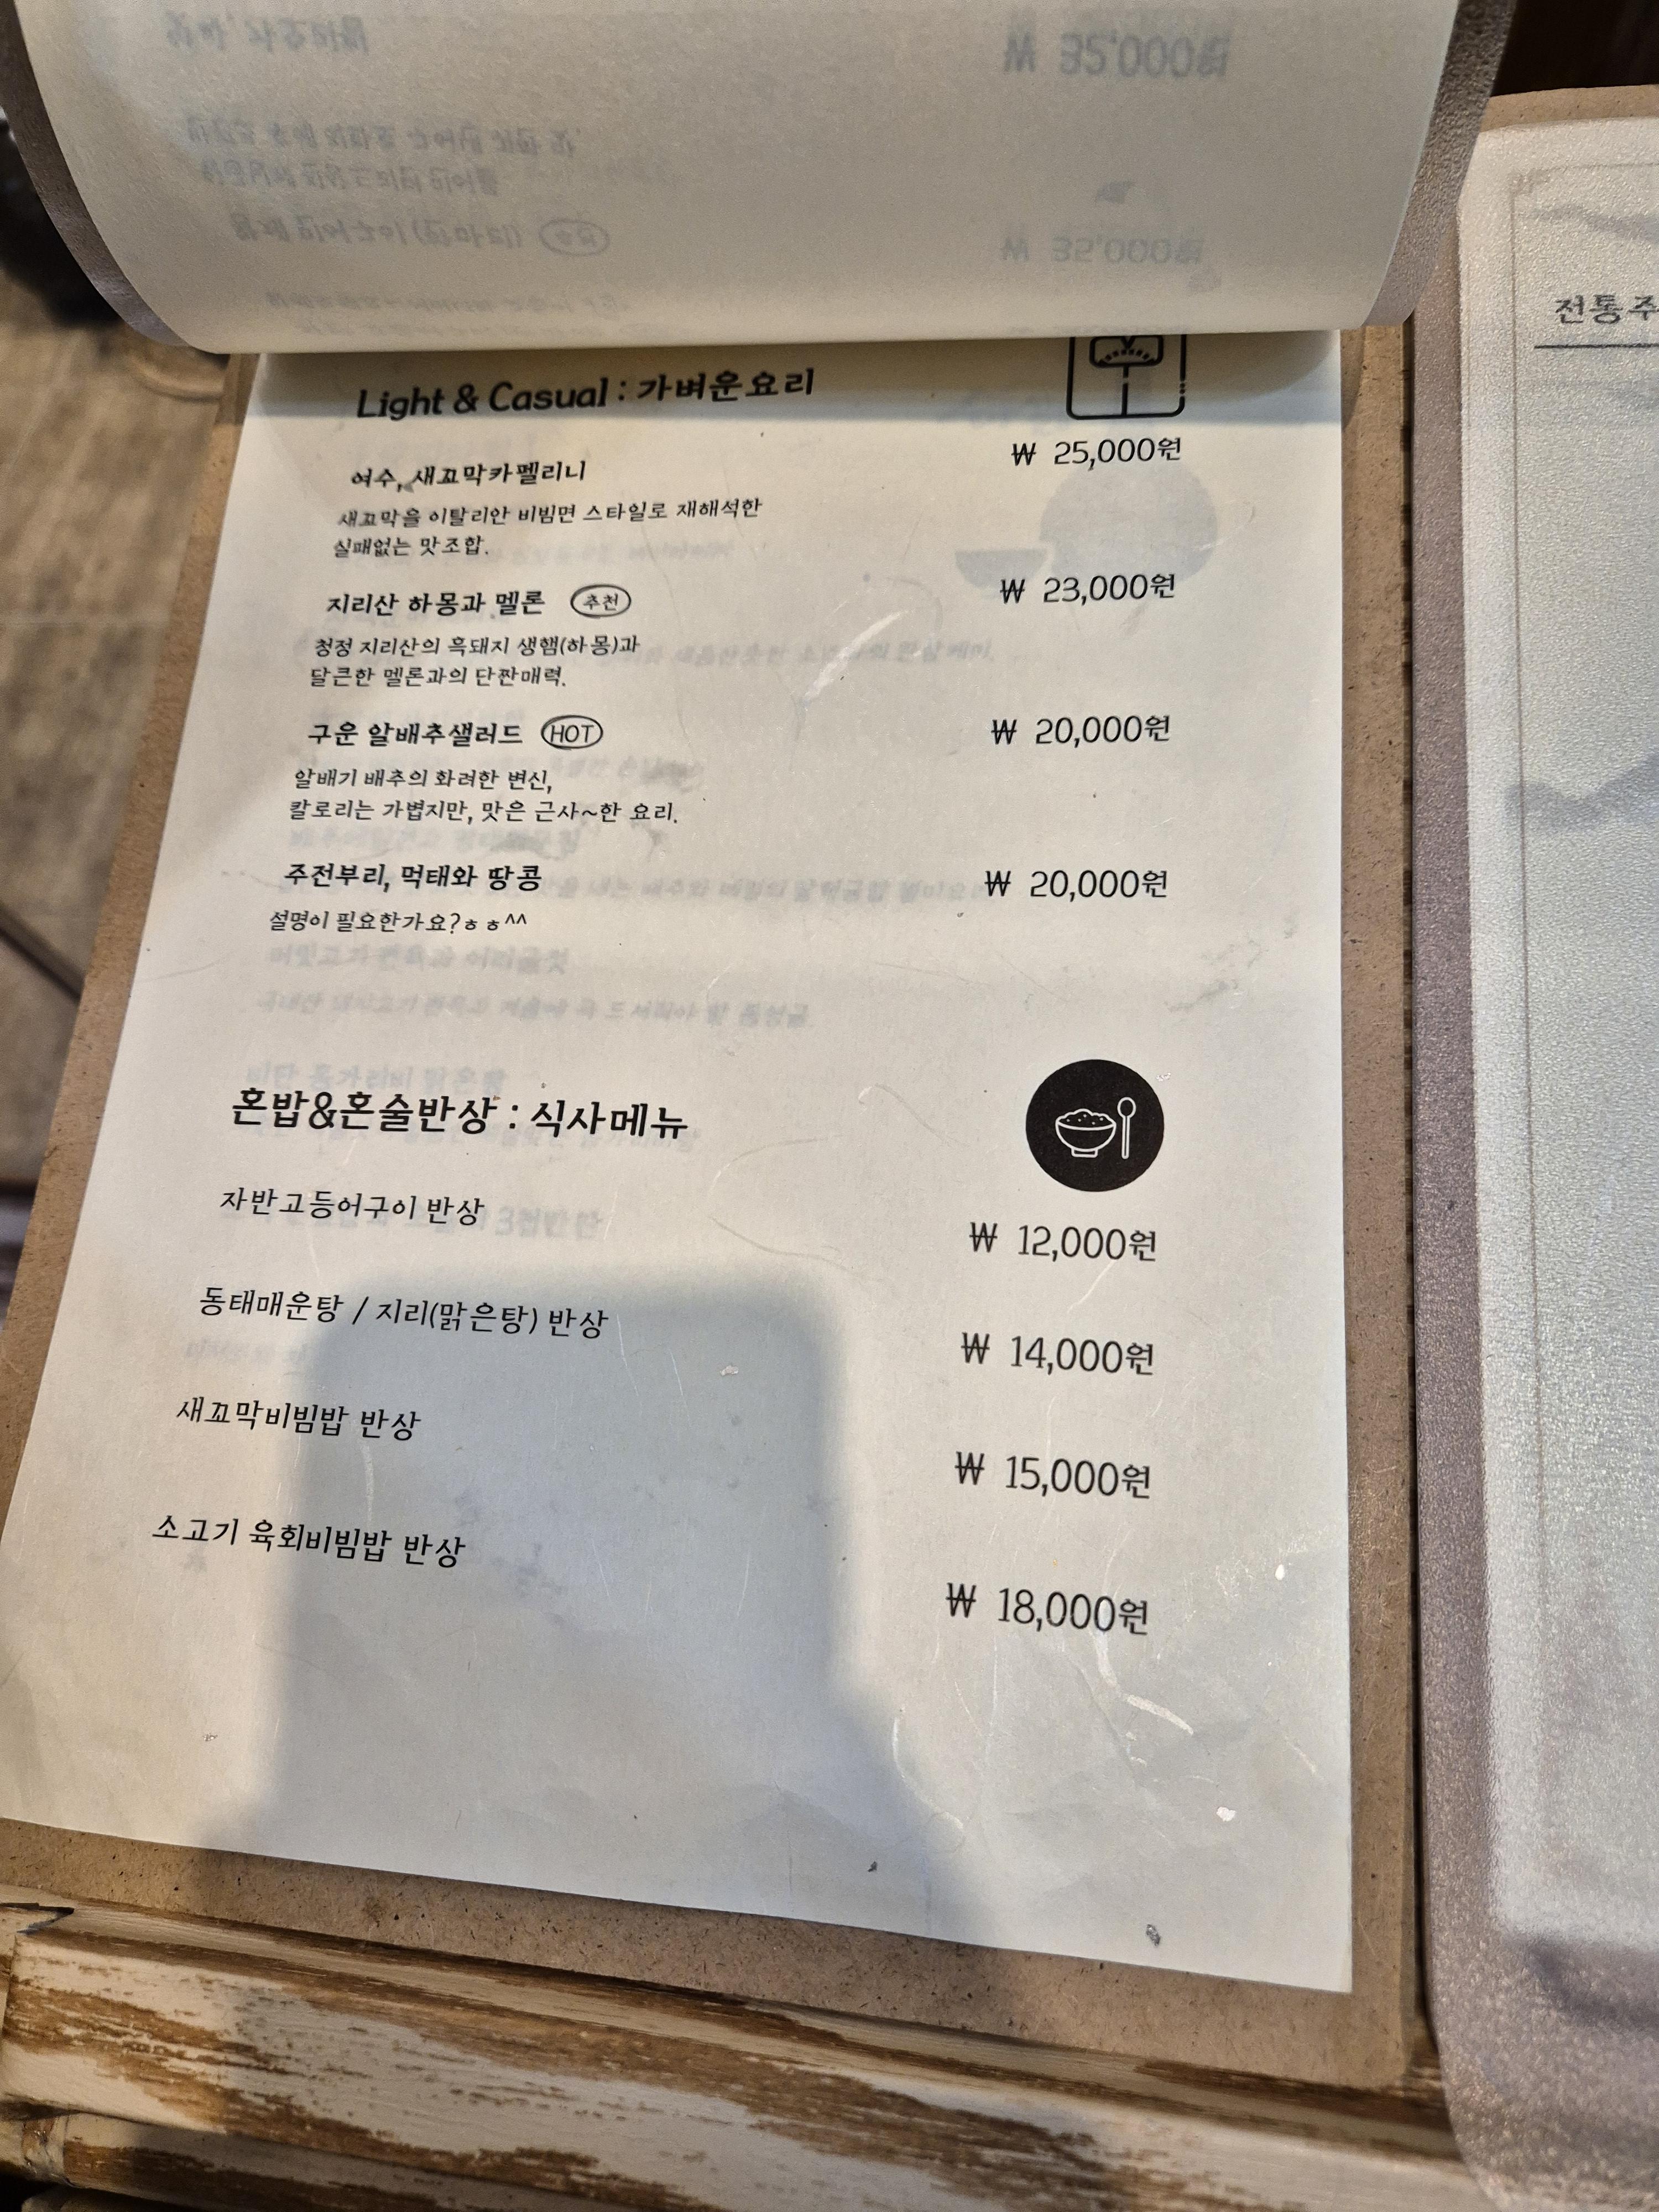 Light & Casual : 가벼운요리
여수, 새꼬막카펠리니
₩ 25,000원
새꼬막을 이탈리안 비빔면 스타일로 재해석한
실패없는 맛조합.
지리산 하몽과 멜론 추천
₩ 23,000원
청정 지리산의 흑돼지 생햄(하몽)과
달큰한 멜론과의 단짠매력.
구운 알배추샐러드 HOT
₩ 20,000원
알배기 배추의 화려한 변신,
칼로리는 가볍지만, 맛은 근사~한 요리.
주전부리, 먹태와 땅콩
₩ 20,000원
설명이 필요한가요?ㅎㅎ^^
혼밥&혼술반상 : 식사메뉴
자반고등어구이 반상
₩ 12,000원
동태매운탕 / 지리(맑은탕) 반상
₩ 14,000원
새꼬막비빔밥 반상
₩ 15,000원
소고기 육회비빔밥 반상
₩ 18,000원
전통주